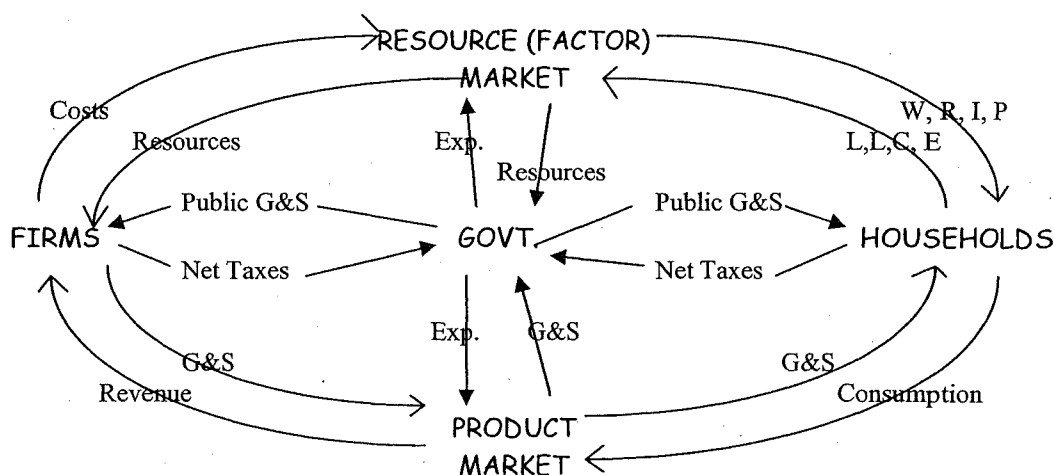 RESOURCE (FACTOR)
MARKET
Costs
W, R, I, P
Resources
Exp.
L,L,C, E
Resources
Public G&S
Public G&S
FIRMS
GOVT.
HOUSEHOLDS
Net Taxes
Net Taxes
Exp.
G&S
G&S
G&S
Revenue
Consumption
PRODUCT
MARKET